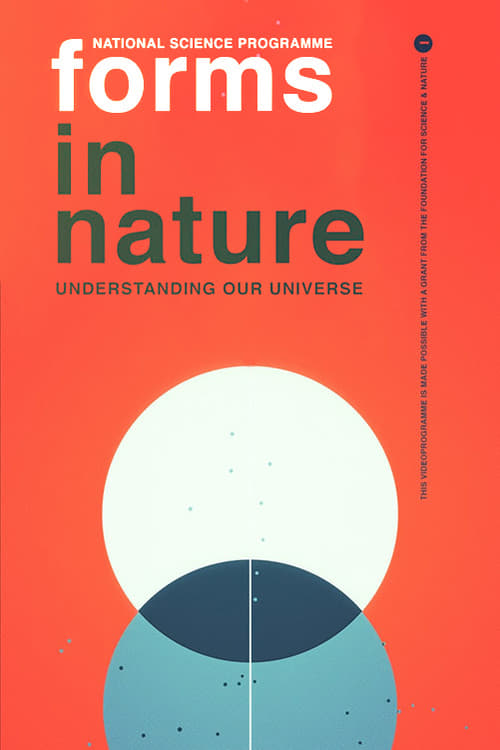 NATIONAL SCIENCE PROGRAMME
forms
in
nature
UNDERSTANDING OUR UNIVERSE
THIS VIDEOPROGRAMME IS MADE POSSIBLE WITH A GRANT FROM THE FOUNDATION FOR SCIENCE & NATURE